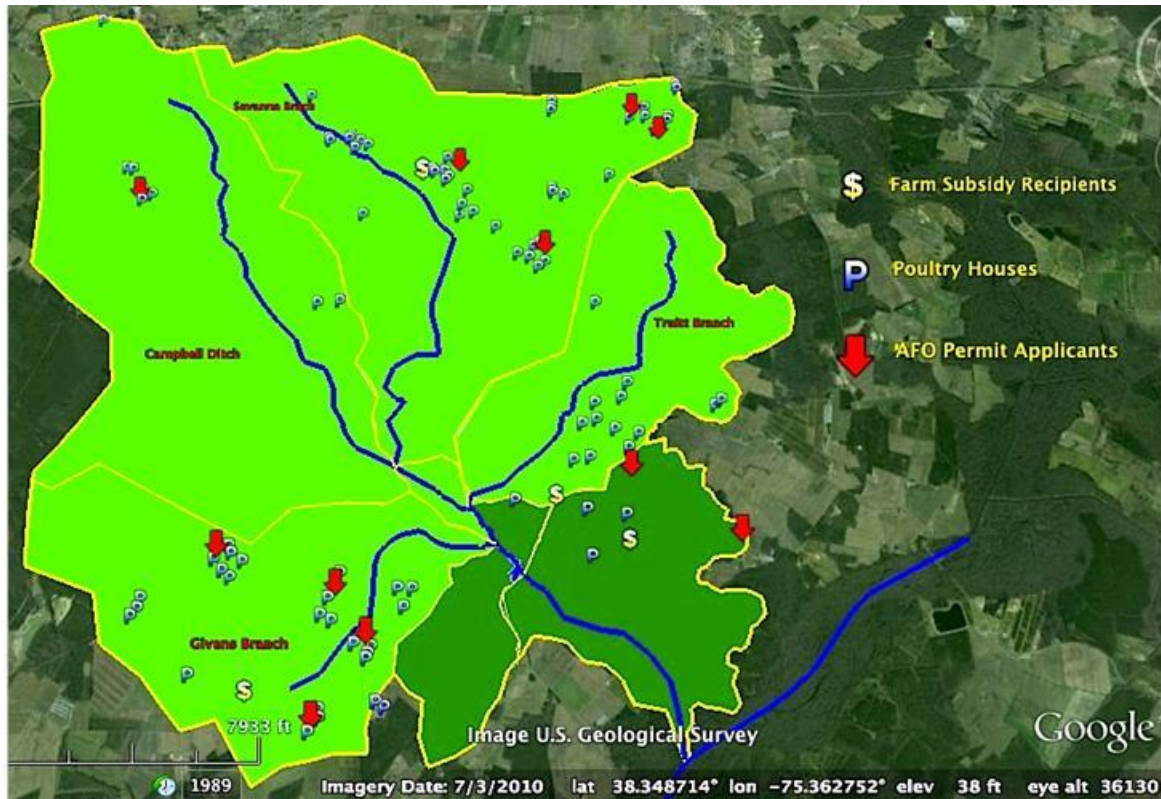 Savanna Brach
$ Farm Subsidy Recipients
P Poultry Houses
Truitt Branch
Campbell Ditch
AFO Permit Applicants
Givens Branch
7933 ft
Image U.S. Geological Survey
Google
1989
Imagery Date: 7/3/2010 lat 38.348714° lon -75.362752° elev 38 ft eye alt 36130